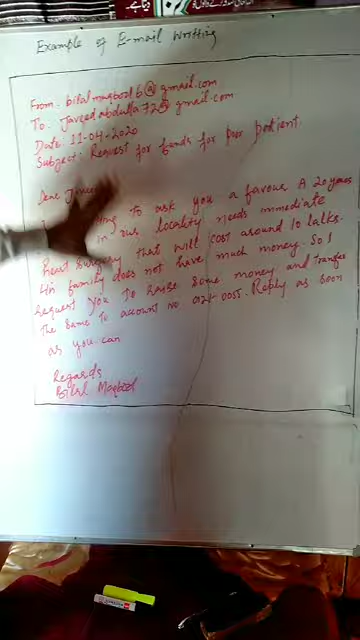 Example of E-mail Writing
From: bilalmaqbool6@gmail.com
To: Javeedabdulla72@gmail.com
Date: 11-04-2020
Subject: Request for funds for poor patient.
Dear
to ask you a favour A 20 years
in our locality needs immediate
heart surgery that will cost around 10 lakhs.
family does not have much money. So I
request you to raise some money and transfer
the same to account no Reply as soon
as you can
Regards
Bilal Maqbool